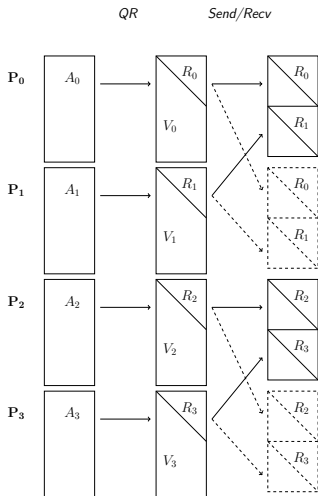 QR Send/Recv
P0 A0 R0 R0
V0 R1
P1 A1 R1 R0
V1 R1
P2 A2 R2 R2
V2 R3
P3 A3 R3 R2
V3 R3